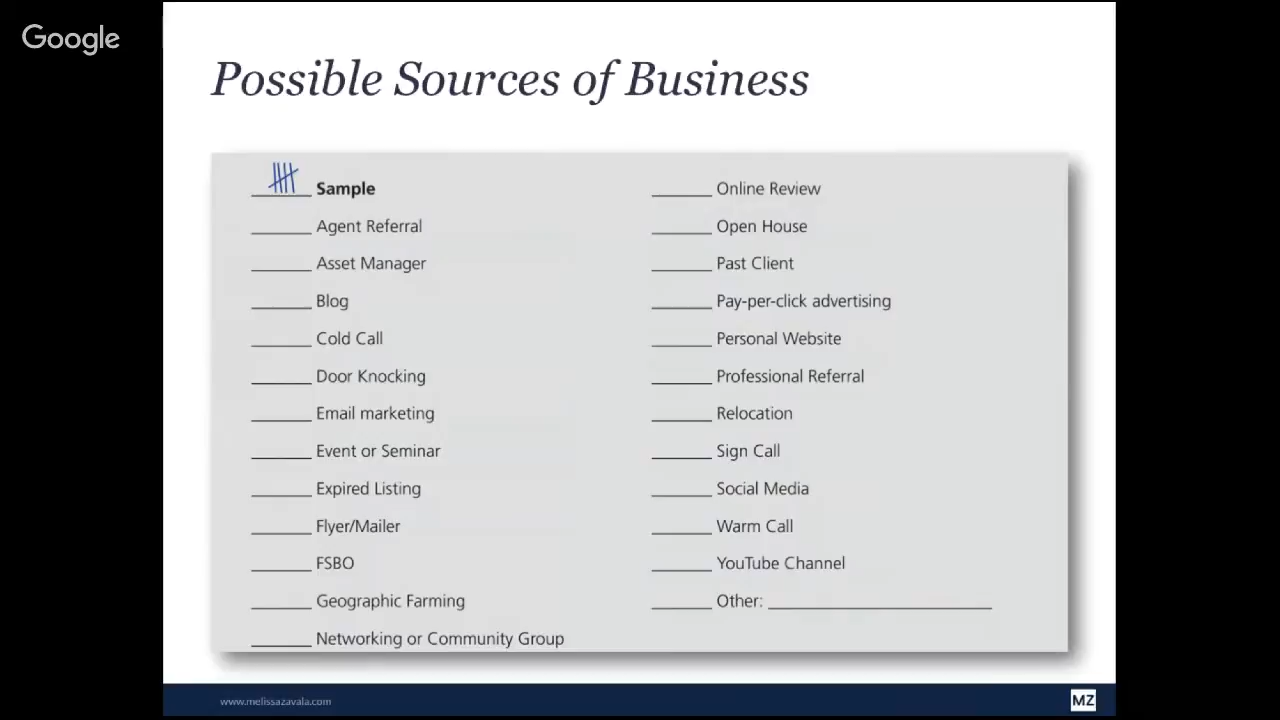 Google
Possible Sources of Business
Sample
Agent Referral
Asset Manager
Blog
Cold Call
Door Knocking
Email marketing
Event or Seminar
Expired Listing
Flyer/Mailer
FSBO
Geographic Farming
Networking or Community Group
Online Review
Open House
Past Client
Pay-per-click advertising
Personal Website
Professional Referral
Relocation
Sign Call
Social Media
Warm Call
YouTube Channel
Other:
www.melissazavala.com
MZ